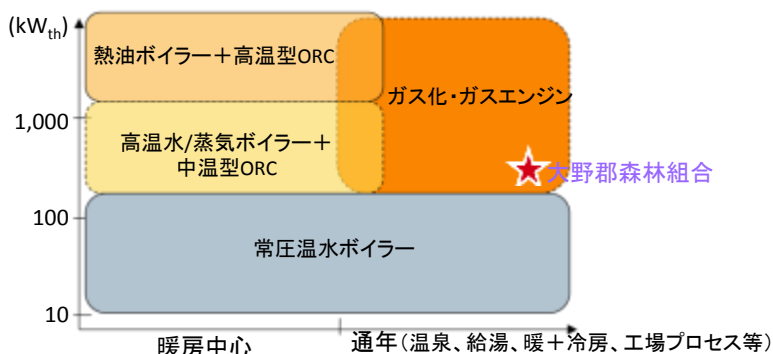 (kWth)
熱油ボイラー＋高温型ORC
ガス化・ガスエンジン
1,000
高温水/蒸気ボイラー＋
中温型ORC
大野郡森林組合
100
常圧温水ボイラー
10
暖房中心
通年(温泉、給湯、暖＋冷房、工場プロセス等)